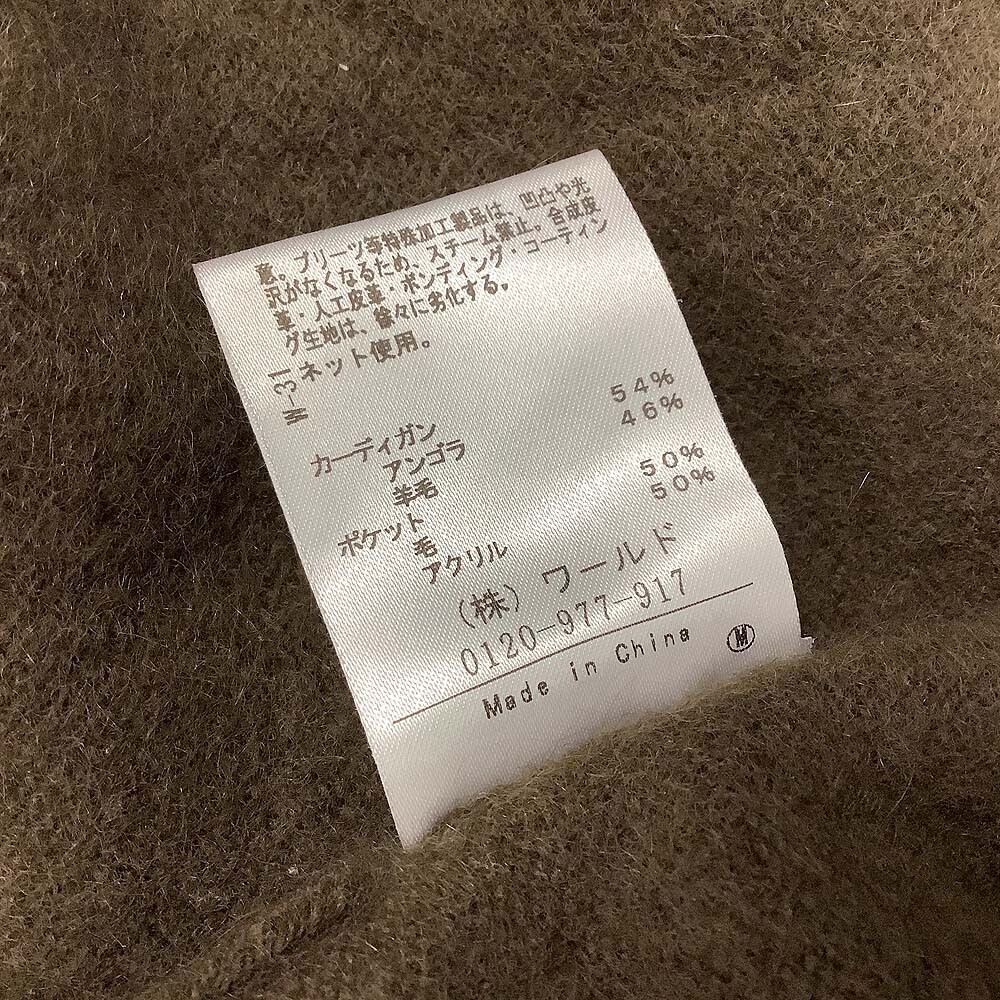 意。プリーツ等特殊加工製品は、凹凸や光
沢がなくなるため、スチーム禁止。合成皮
革・人工皮革・ボンディング・コーティン
グ生地は、徐々に劣化する。
W-31 ネット使用。
カーディガン
アンゴラ 54%
羊毛 46%
ポケット
毛 50%
アクリル 50%
(株) ワールド
0120-977-917
Made in China Ⓜ